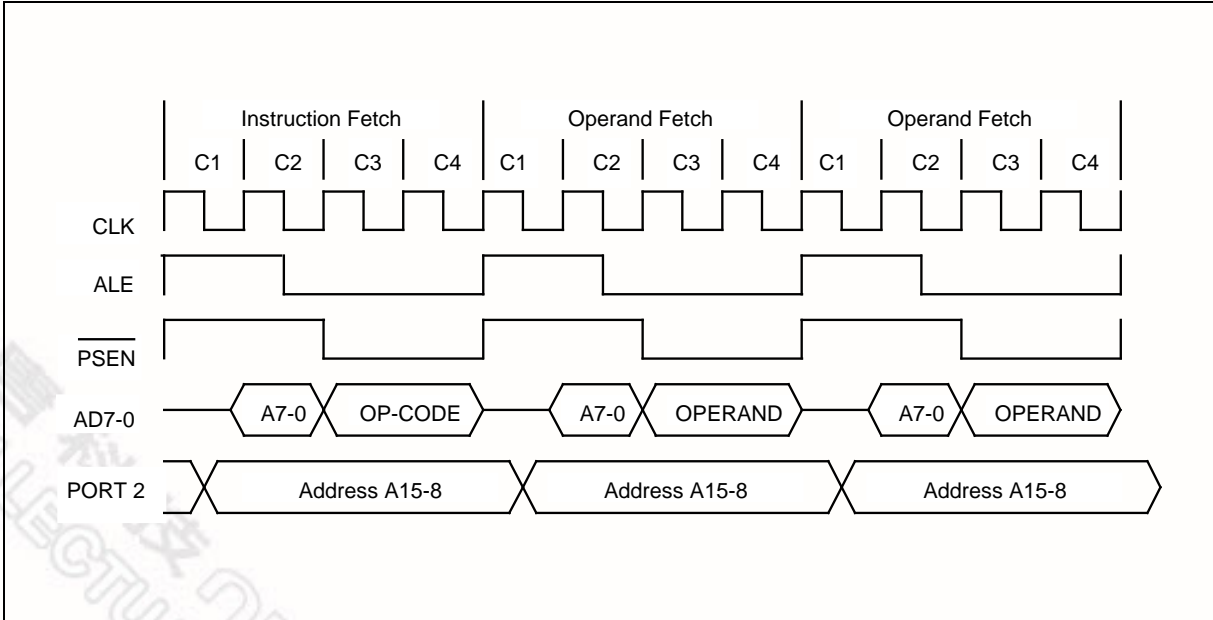 Instruction Fetch Operand Fetch Operand Fetch
C1 C2 C3 C4 C1 C2 C3 C4 C1 C2 C3 C4
CLK
ALE
PSEN
AD7-0 A7-0 OP-CODE A7-0 OPERAND A7-0 OPERAND
PORT 2 Address A15-8 Address A15-8 Address A15-8